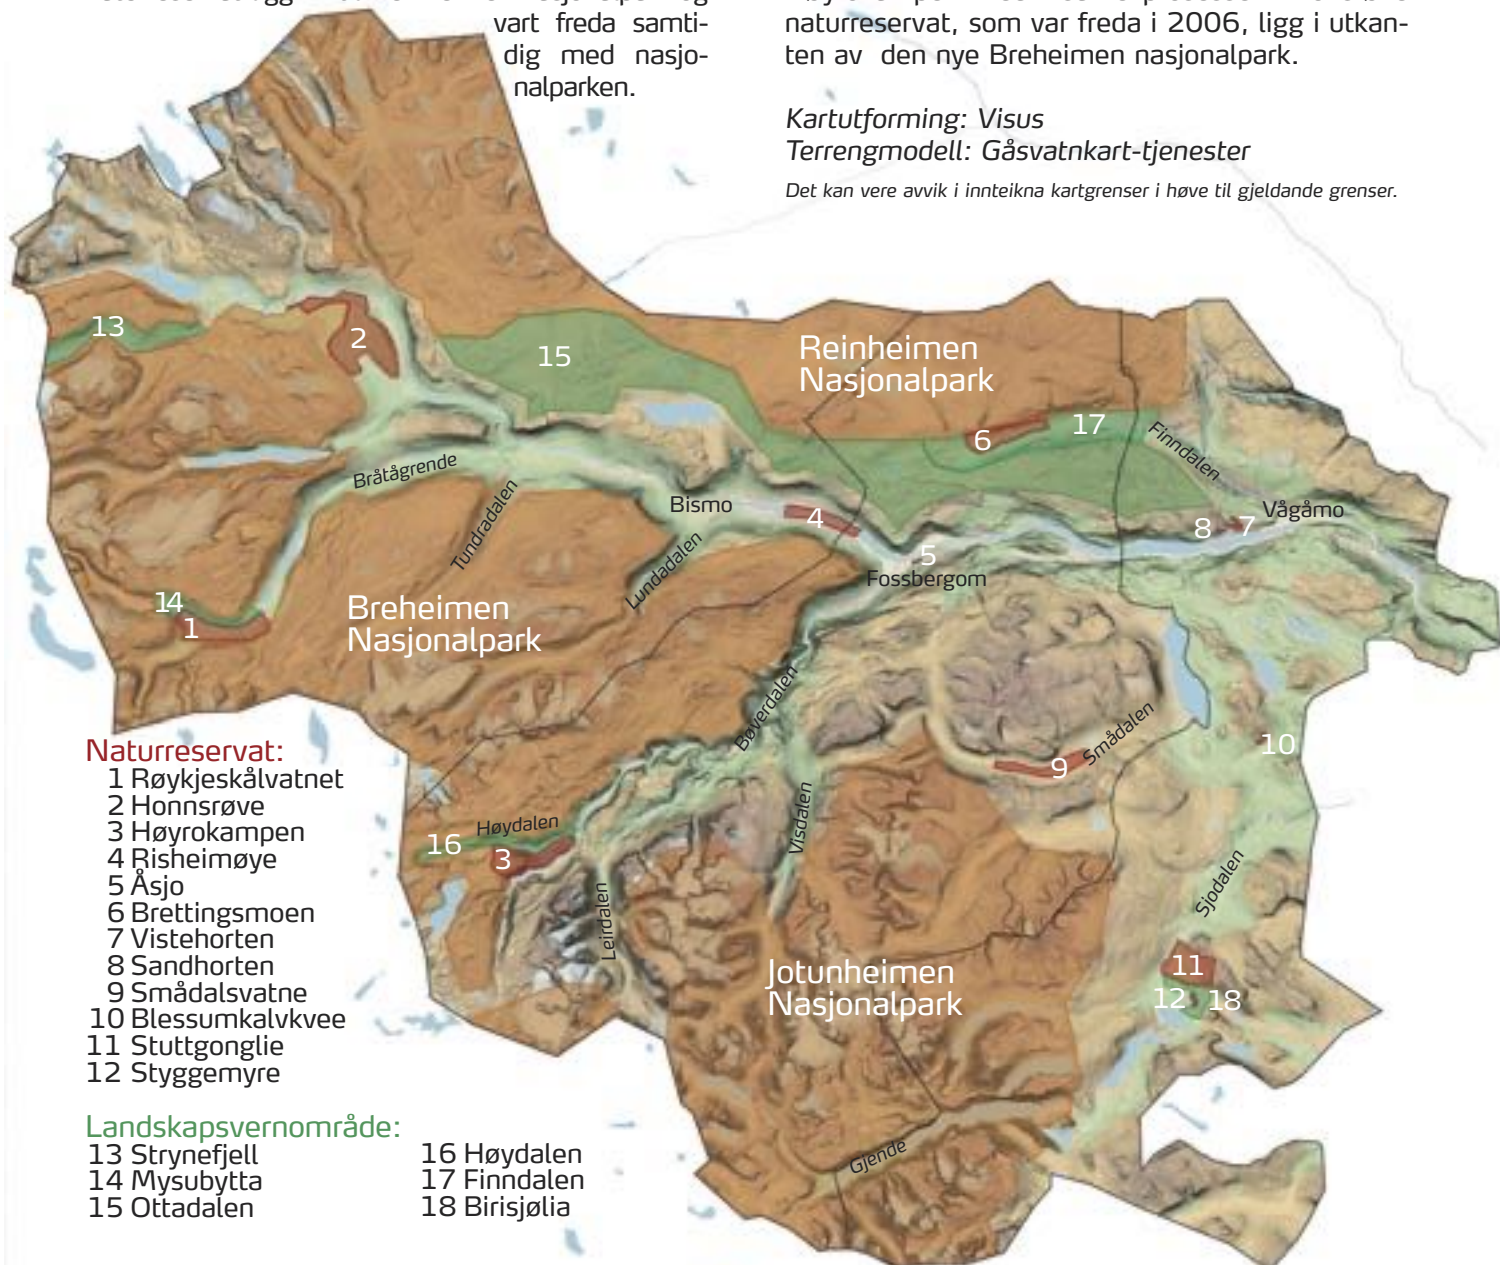 vart freda samti-
dig med nasjo-
nalparken.
naturreservat, som var freda i 2006, ligg i utkan-
ten av den nye Breheimen nasjonalpark.
Kartutforming: Visus
Terrengmodell: Gåsvatnkart-tjenester
Det kan vere avvik i innteikna kartgrenser i høve til gjeldande grenser.
13
2
15
Reinheimen
Nasjonalpark
6
17
Finndalen
Bråtågrende
Tundradalen
Bismo
4
Lundadalen
5
Fossbergom
8
7
Vågåmo
14
1
Breheimen
Nasjonalpark
Bøverdalen
Smådalen
9
10
Visdalen
Høydalen
16
3
Leirdalen
Sjodalen
Jotunheimen
Nasjonalpark
11
12
18
Gjende
Naturreservat:
1 Røykjeskålvatnet
2 Honnsrøve
3 Høyrokampen
4 Risheimøye
5 Åsjo
6 Brettingsmoen
7 Vistehorten
8 Sandhorten
9 Smådalsvatne
10 Blessumkalvkvee
11 Stuttgonglie
12 Styggemyre
Landskapsvernområde:
13 Strynefjell
14 Mysubytta
15 Ottadalen
16 Høydalen
17 Finndalen
18 Birisjølia